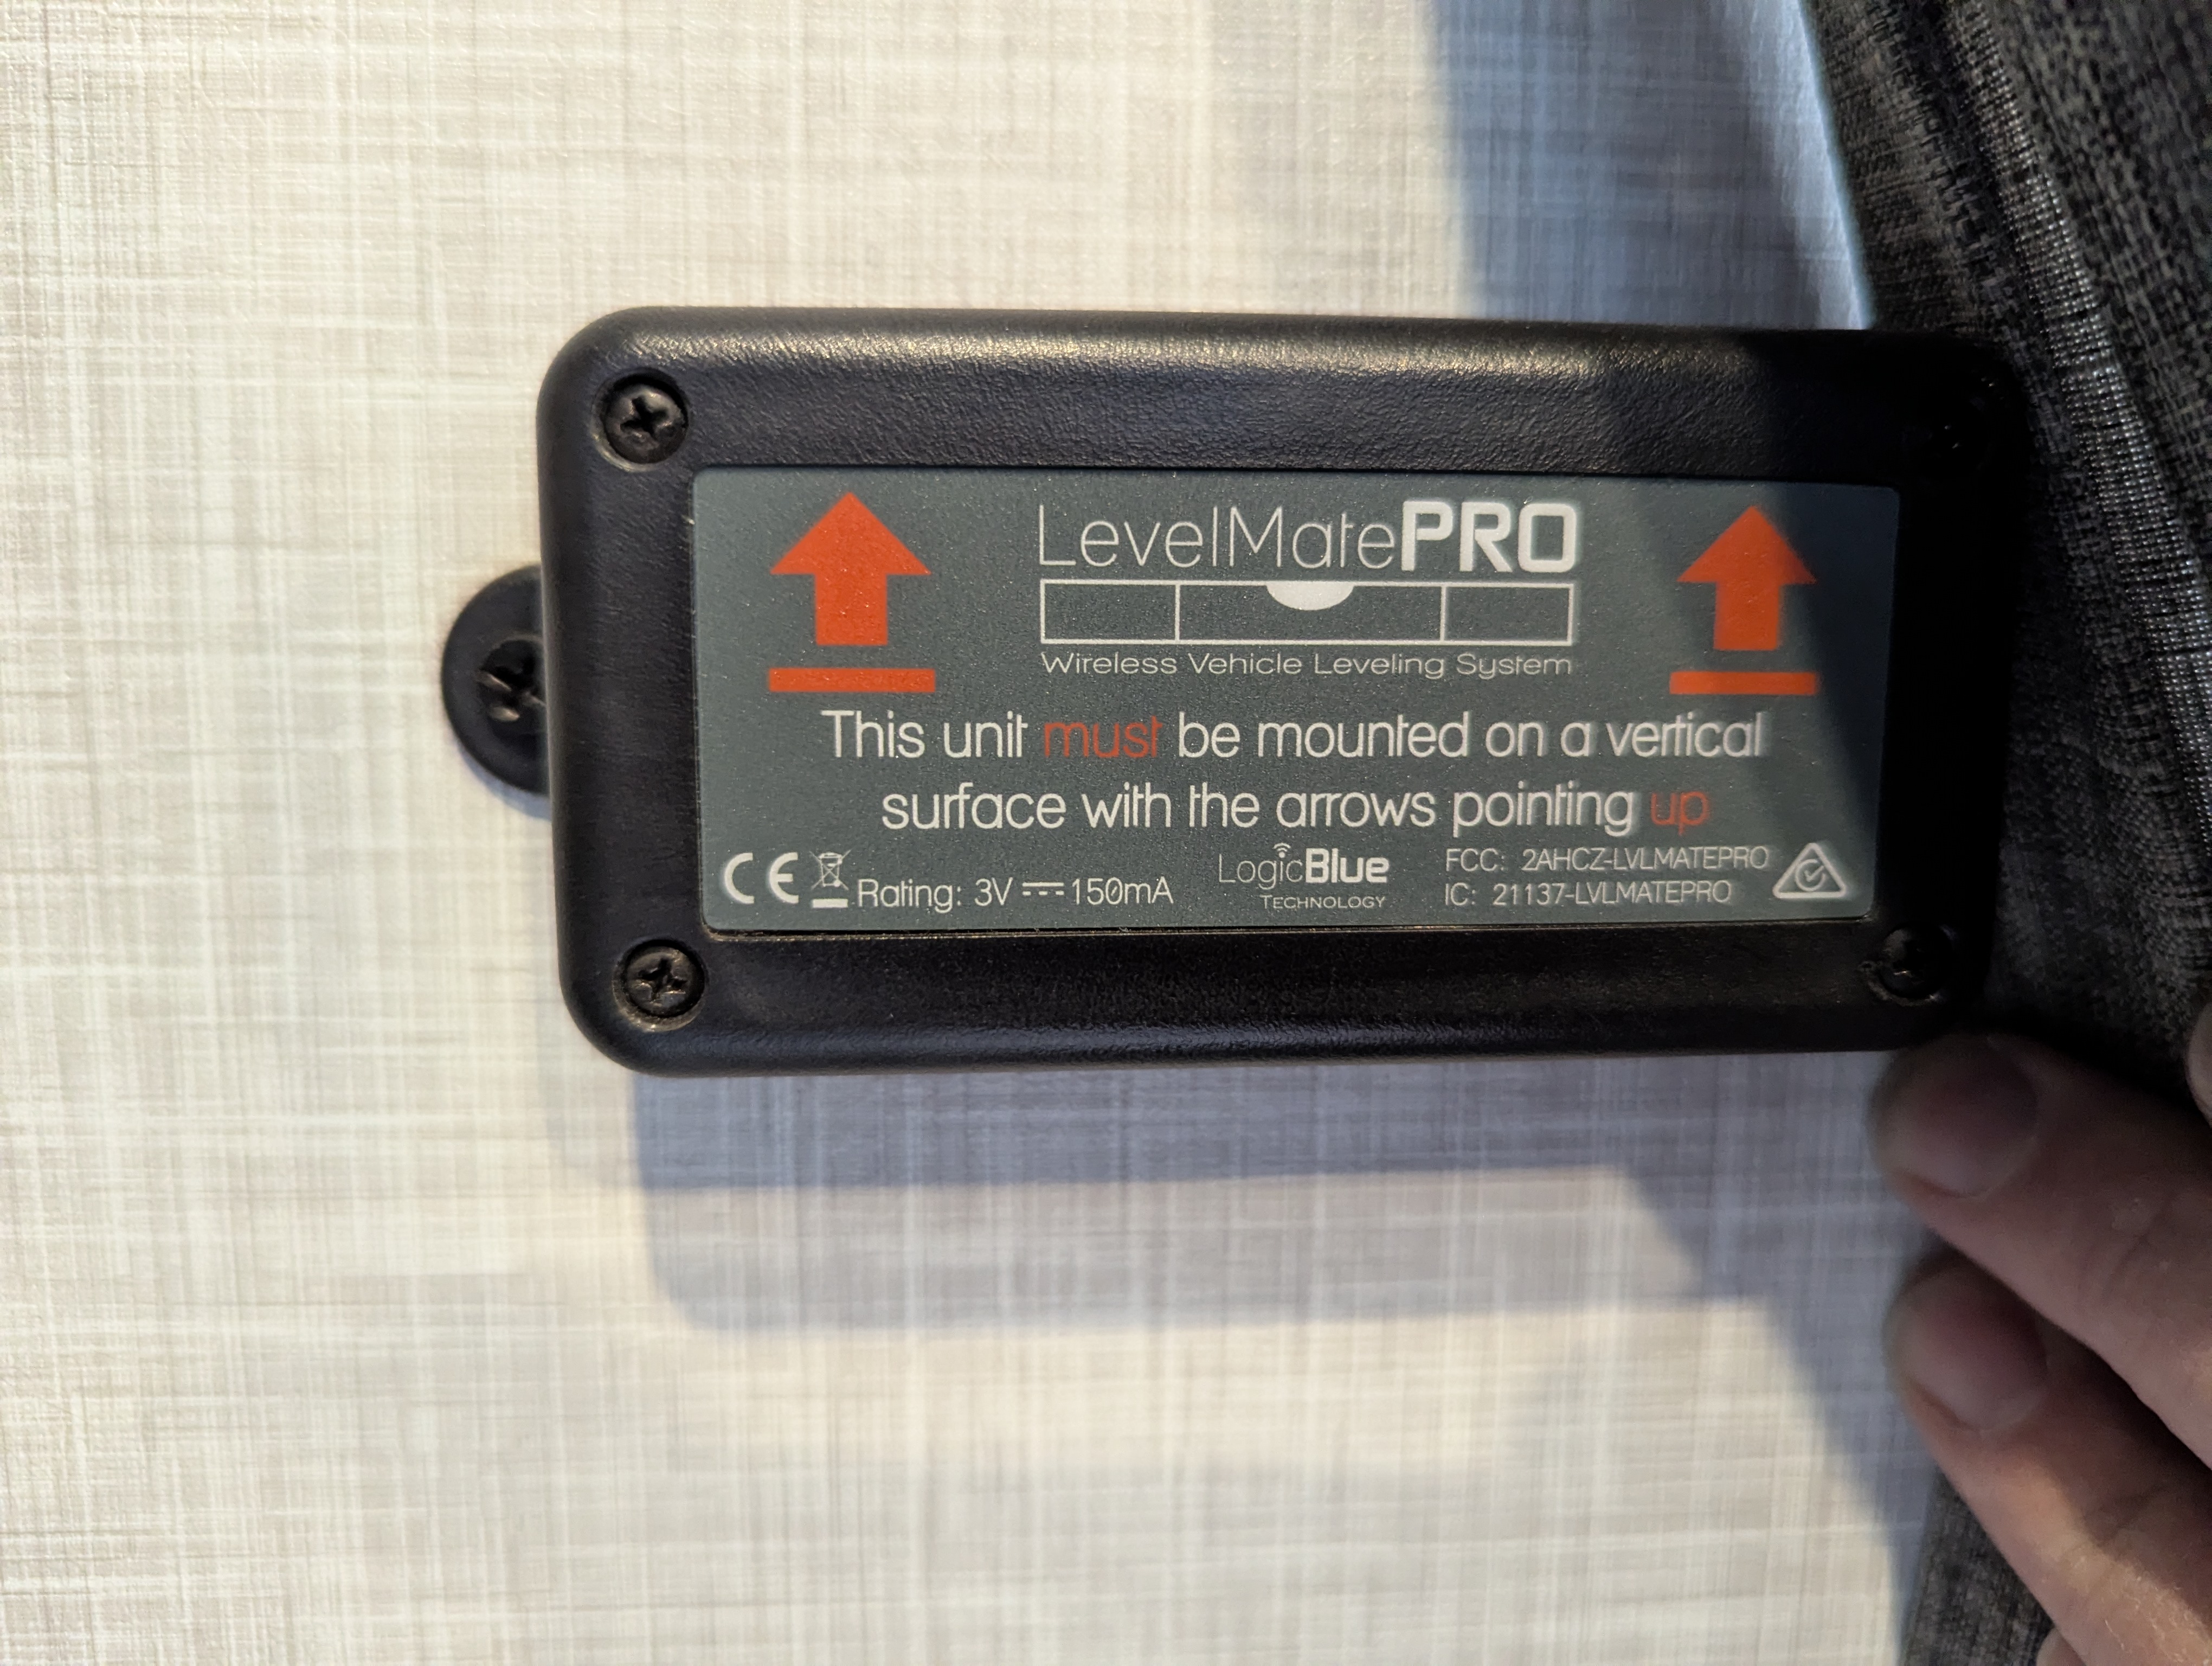 LevelMatePRO
Wireless Vehicle Leveling System
This unit must be mounted on a vertical
surface with the arrows pointing up
CE Rating: 3V 150mA
LogicBlue
TECHNOLOGY
FCC: 2AHCZ-LVLMATEPRO
IC: 21137-LVLMATEPRO